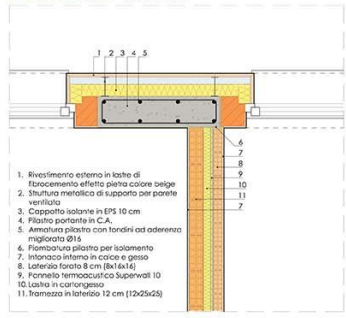 1 2 3 4 5
6
7
8
9
10
11
7
1. Rivestimento esterno in lastre di
fibrocemento effetto pietra colore beige
2. Struttura metallica di supporto per parete
ventilata
3. Cappotto isolante in EPS 10 cm
4. Pilastro portante in C.A.
5. Armatura pilastro con tondini ad aderenza
migliorata Ø16
6. Piombatura pilastro per isolamento
7. Intonaco interno in calce e gesso
8. Laterizio forato 8 cm (8x16x16)
9. Pannello termoacustico Superwall 10
10. Lastra in cartongesso
11. Tramezza in laterizio 12 cm (12x25x25)